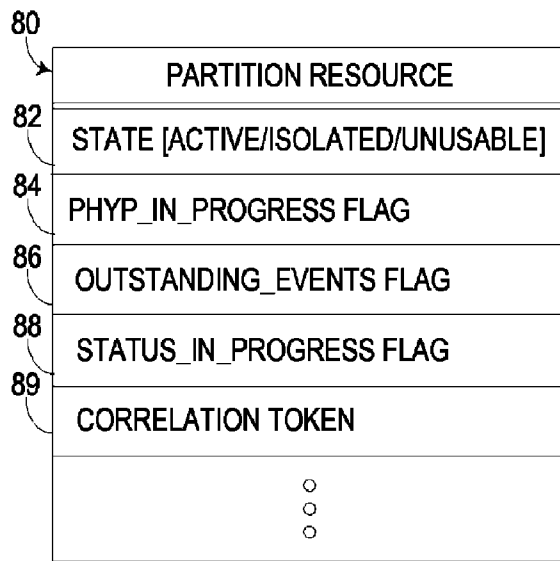 80
PARTITION RESOURCE
82
STATE [ACTIVE/ISOLATED/UNUSABLE]
84
PHYP_IN_PROGRESS FLAG
86
OUTSTANDING_EVENTS FLAG
88
STATUS_IN_PROGRESS FLAG
89
CORRELATION TOKEN